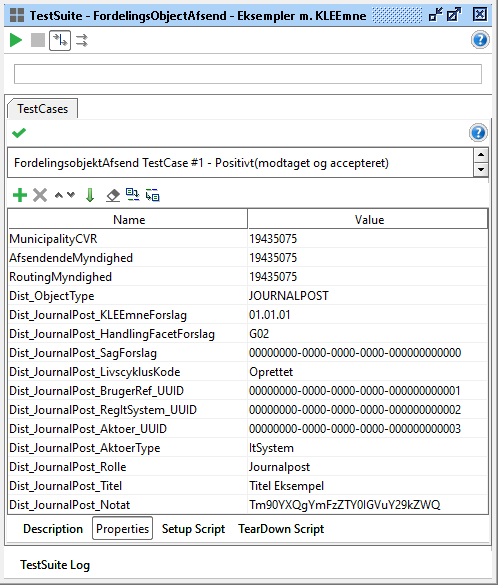 TestSuite - FordelingsObjectAfsend - Eksempler m. KLEEmne
TestCases
FordelingsobjektAfsend TestCase #1 - Positivt(modtaget og accepteret)
Name Value
MunicipalityCVR 19435075
AfsendendeMyndighed 19435075
RoutingMyndighed 19435075
Dist_ObjectType JOURNALPOST
Dist_JournalPost_KLEEmneForslag 01.01.01
Dist_JournalPost_HandlingFacetForslag G02
Dist_JournalPost_SagForslag 00000000-0000-0000-0000-000000000000
Dist_JournalPost_LivscyklusKode Oprettet
Dist_JournalPost_BrugerRef_UUID 00000000-0000-0000-0000-000000000001
Dist_JournalPost_RegItSystem_UUID 00000000-0000-0000-0000-000000000002
Dist_JournalPost_Aktoer_UUID 00000000-0000-0000-0000-000000000003
Dist_JournalPost_AktoerType ItSystem
Dist_JournalPost_Rolle Journalpost
Dist_JournalPost_Titel Titel Eksempel
Dist_JournalPost_Notat Tm90YXQgYmFzZTY0IGVuY29kZWQ
Description Properties Setup Script TearDown Script
TestSuite Log